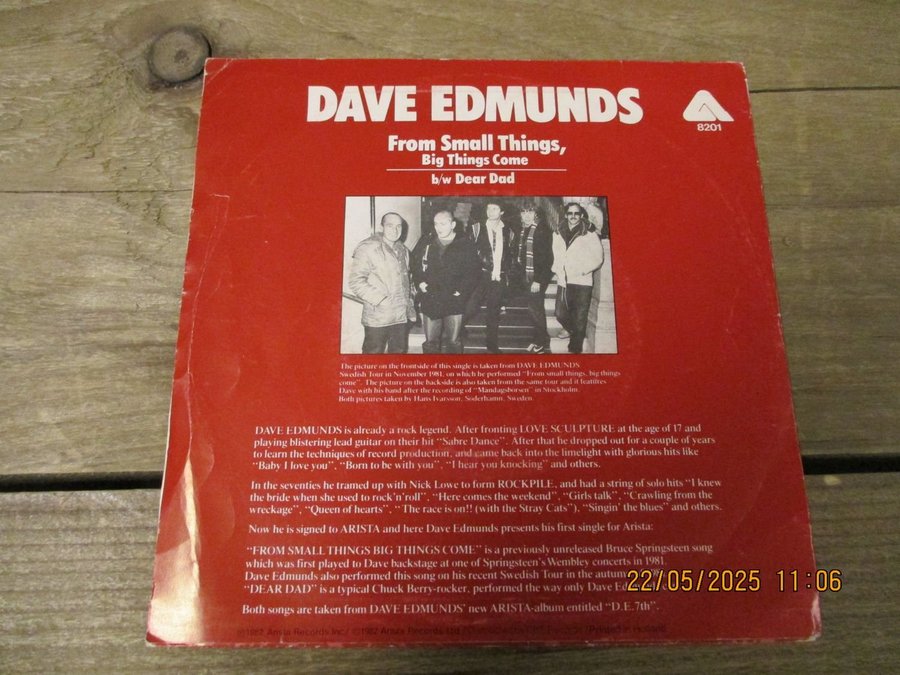 DAVE EDMUNDS
8201
From Small Things,
Big Things Come
b/w Dear Dad
The picture on the frontside of this single is taken from DAVE EDMUNDS
Swedish Tour in November 1981, on which he performed "From small things, big things
come". The picture on the backside is also taken from the same tour and it features
Dave with his band after the recording of "Mandagsborsen" in Stockholm.
Both pictures taken by Hans Ivarsson, Söderhamn, Sweden.
DAVE EDMUNDS is already a rock legend. After fronting LOVE SCULPTURE at the age of 17 and
playing blistering lead guitar on their hit "Sabre Dance". After that he dropped out for a couple of years
to learn the techniques of record production, and came back into the limelight with glorious hits like
"Baby I love you", "Born to be with you", "I hear you knocking" and others.
In the seventies he tramed up with Nick Lowe to form ROCKPILE, and had a string of solo hits "I knew
the bride when she used to rock'n'roll", "Here comes the weekend", "Girls talk", "Crawling from the
wreckage", "Queen of hearts", "The race is on!! (with the Stray Cats"), "Singin' the blues" and others.
Now he is signed to ARISTA and here Dave Edmunds presents his first single for Arista:
"FROM SMALL THINGS BIG THINGS COME" is a previously unreleased Bruce Springsteen song
which was first played to Dave backstage at one of Springsteen's Wembley concerts in 1981.
Dave Edmunds also performed this song on his recent Swedish Tour in the autumn
"DEAR DAD" is a typical Chuck Berry-rocker, performed the way only Dave
22/05/2025 11:06
Both songs are taken from DAVE EDMUNDS' new ARISTA-album entitled "D.E.7th".
℗1982 Arista Records Inc/ ©1982 Arista Records Ltd Printed in Holland